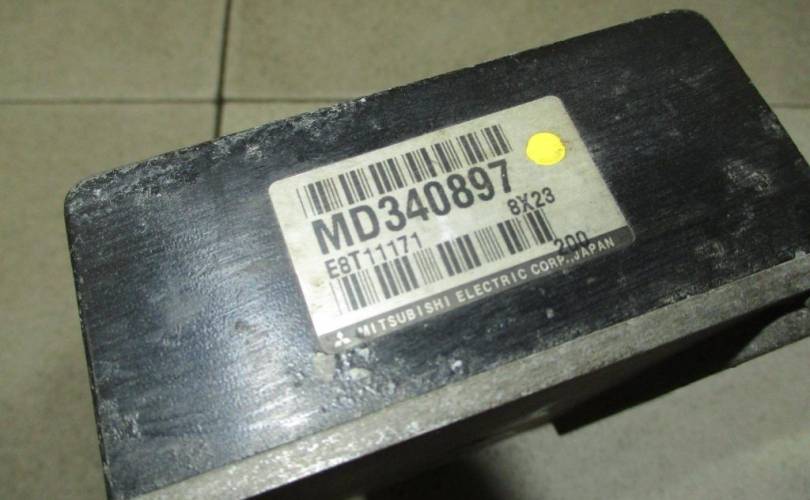 MD340897
E8T11171 8X23
200
MITSUBISHI ELECTRIC CORP. JAPAN